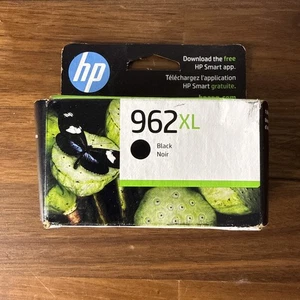 Download the free
HP Smart app.
Téléchargez l'application
HP Smart gratuite.
hp
962XL
Black
Noir